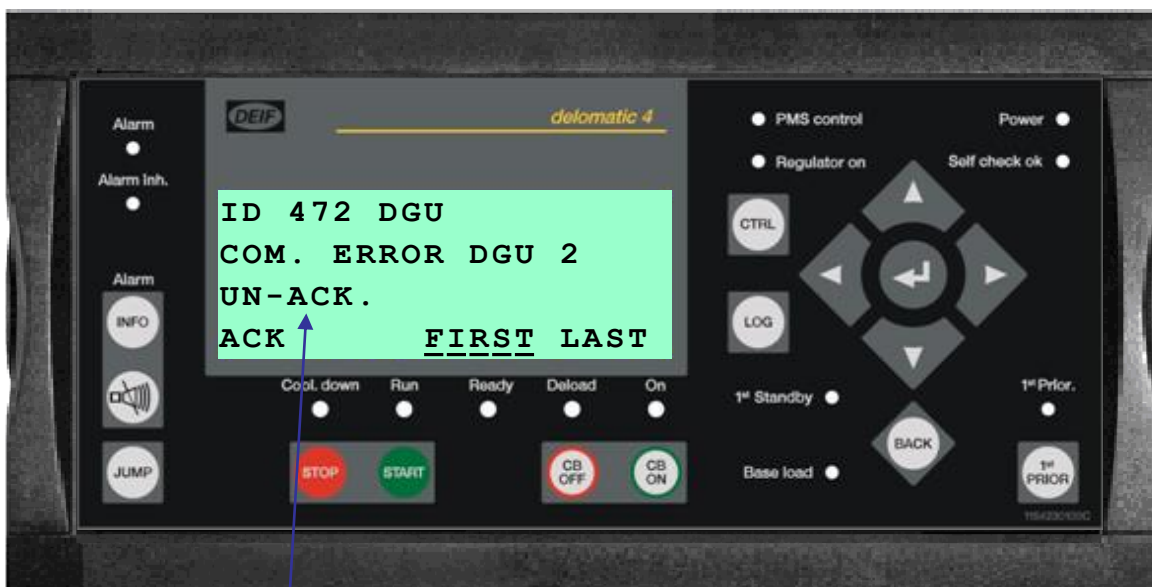 DEIF
delomatic 4
Alarm
Alarm Inh.
PMS control
Power
Regulator on
Self check ok
ID 472 DGU
COM. ERROR DGU 2
UN-ACK.
ACK FIRST LAST
CTRL
Alarm
INFO
LOG
Cool. down Run Ready Deload On
1st Standby
1st Prior.
JUMP
STOP
START
CB OFF
CB ON
BACK
Base load
1st PRIOR